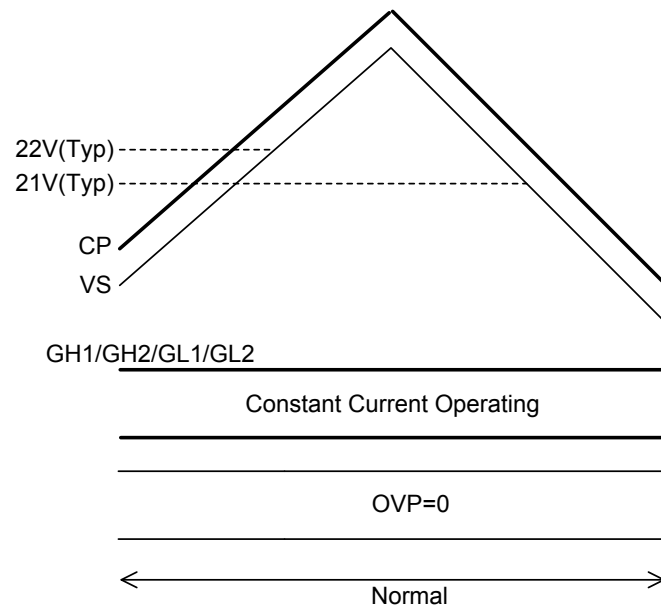 22V(Typ)
21V(Typ)
CP
VS
GH1/GH2/GL1/GL2
Constant Current Operating
OVP=0
Normal